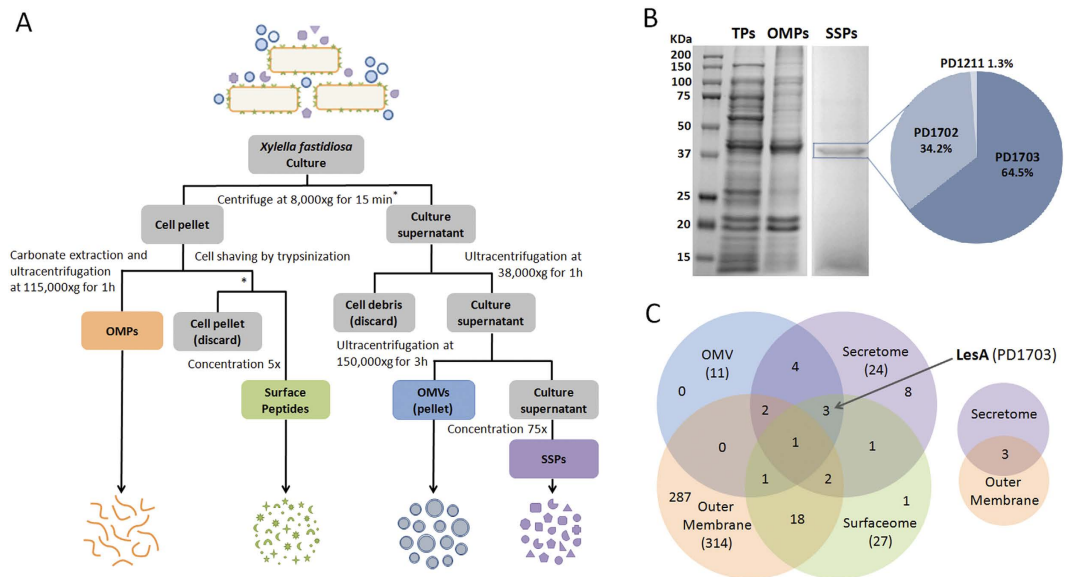 A
Xylella fastidiosa
Culture
Centrifuge at 8,000xg for 15 min*
Cell pellet
Culture
supernatant
Carbonate extraction and
ultracentrifugation
at 115,000xg for 1h
Cell shaving by trypsinization
*
Ultracentrifugation at
38,000xg for 1h
OMPs
Cell pellet
(discard)
Cell debris
(discard)
Culture
supernatant
Concentration 5x
Ultracentrifugation at
150,000xg for 3h
Surface
Peptides
OMVs
(pellet)
Culture
supernatant
Concentration 75x
SSPs
B
KDa
TPs OMPs SSPs
200
150
100
75
50
37
25
20
15
PD1211 1.3%
PD1702
34.2%
PD1703
64.5%
C
OMV
(11)
0
4
Secretome
(24)
8
LesA (PD1703)
2
3
0
1
1
1
2
287
Outer
Membrane
(314)
18
1
Surfaceome
(27)
Secretome
3
Outer
Membrane